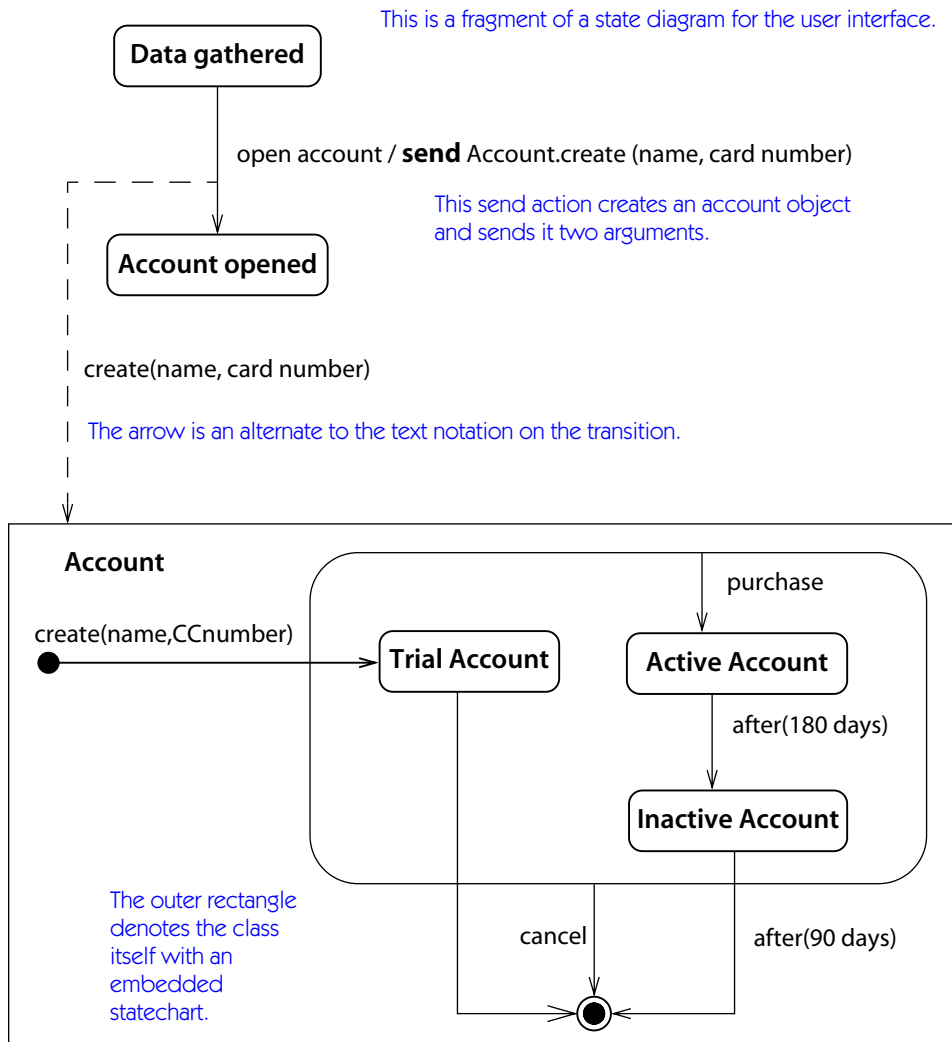 This is a fragment of a state diagram for the user interface.
Data gathered
open account / send Account.create (name, card number)
This send action creates an account object
and sends it two arguments.
Account opened
create(name, card number)
The arrow is an alternate to the text notation on the transition.
Account
purchase
create(name,CCnumber)
Trial Account
Active Account
after(180 days)
Inactive Account
The outer rectangle
denotes the class
itself with an
embedded
statechart.
cancel
after(90 days)